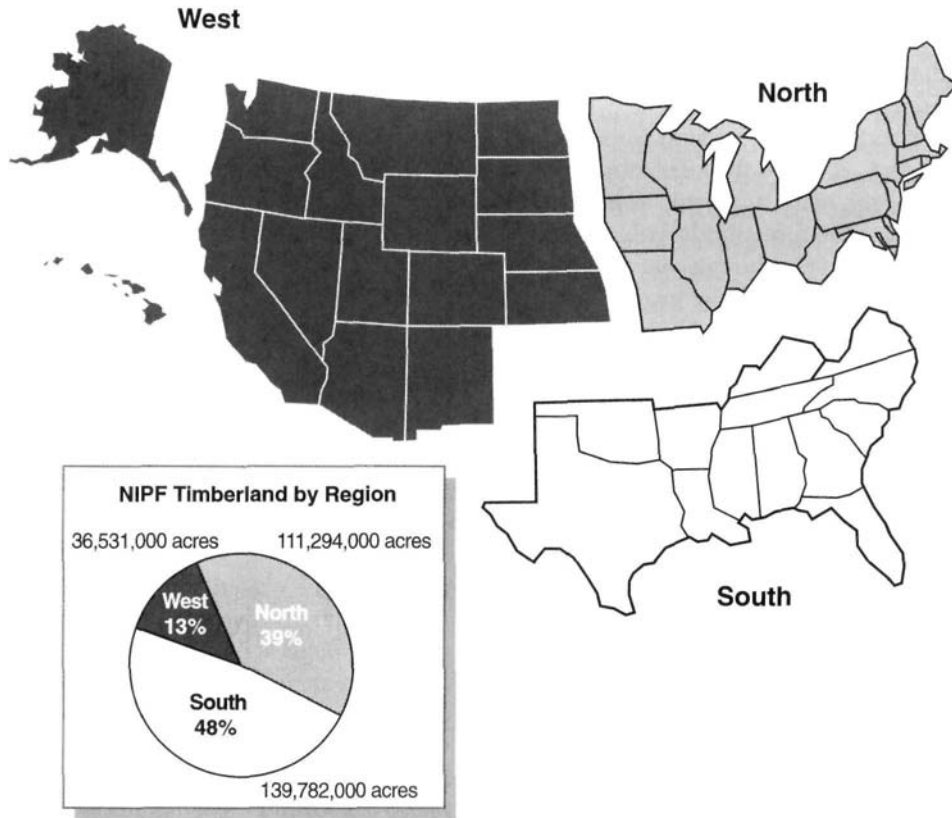 West
North
South
NIPF Timberland by Region
36,531,000 acres
111,294,000 acres
West
13%
North
39%
South
48%
139,782,000 acres